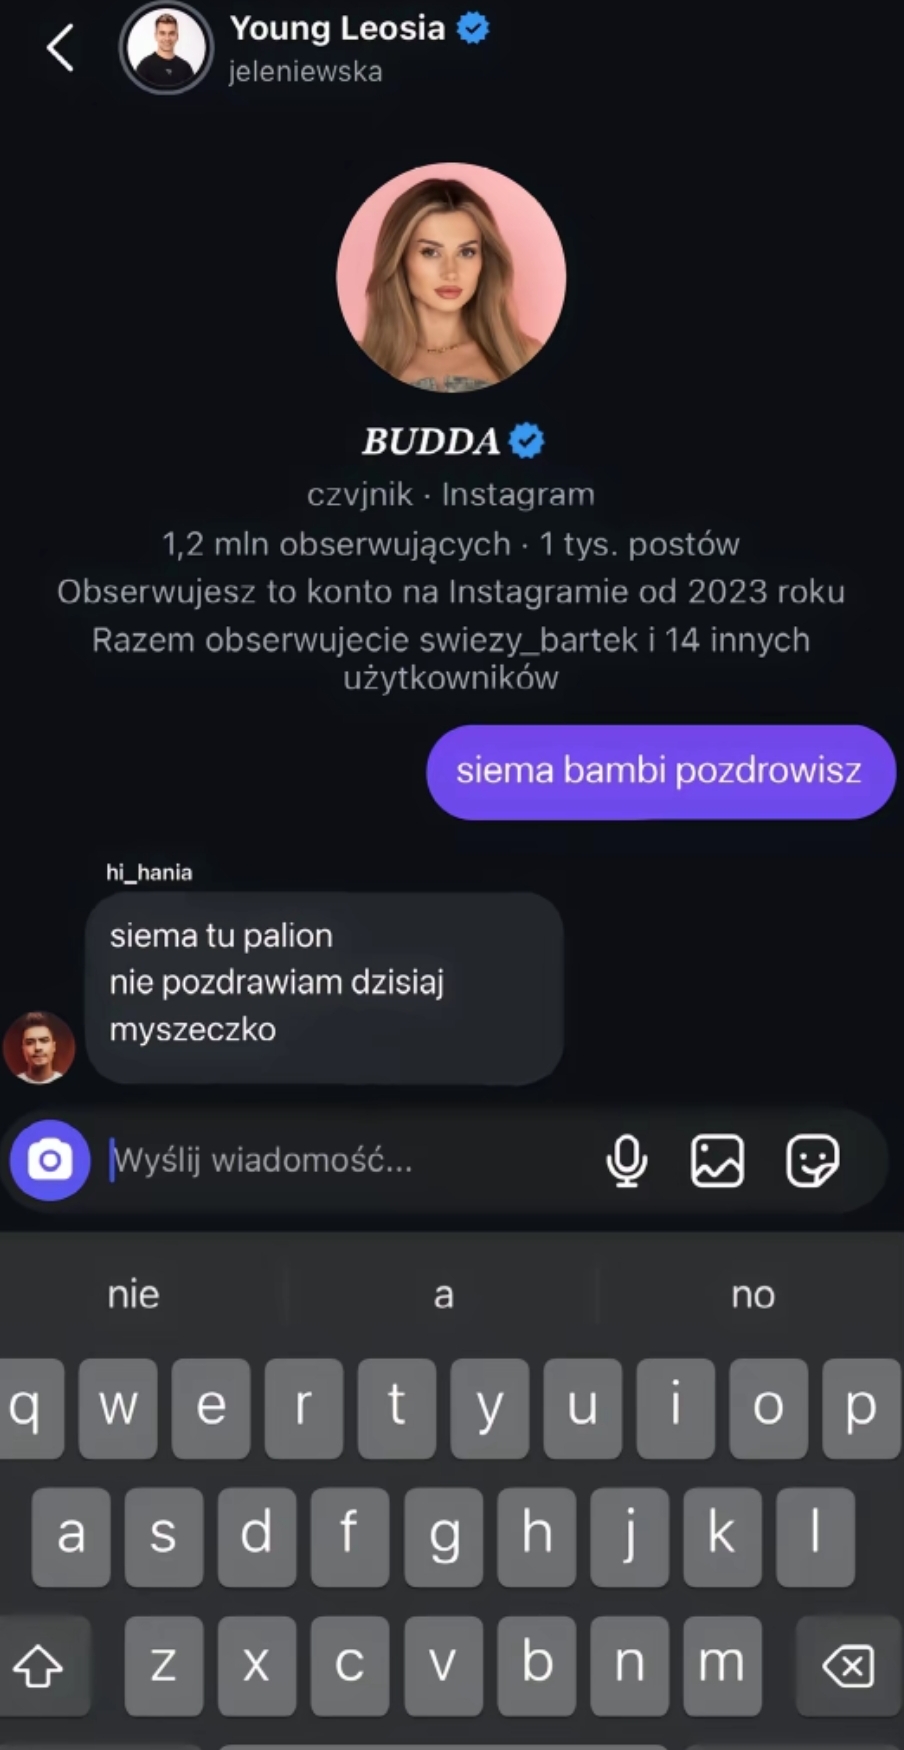 Young Leosia
jeleniewska
BUDDA
czvjnik · Instagram
1,2 mln obserwujących · 1 tys. postów
Obserwujesz to konto na Instagramie od 2023 roku
Razem obserwujecie swiezy_bartek i 14 innych
użytkowników
siema bambi pozdrowisz
hi_hania
siema tu palion
nie pozdrawiam dzisiaj
myszeczko
Wyślij wiadomość...
nie a no
q w e r t y u i o p
a s d f g h j k l
z x c v b n m